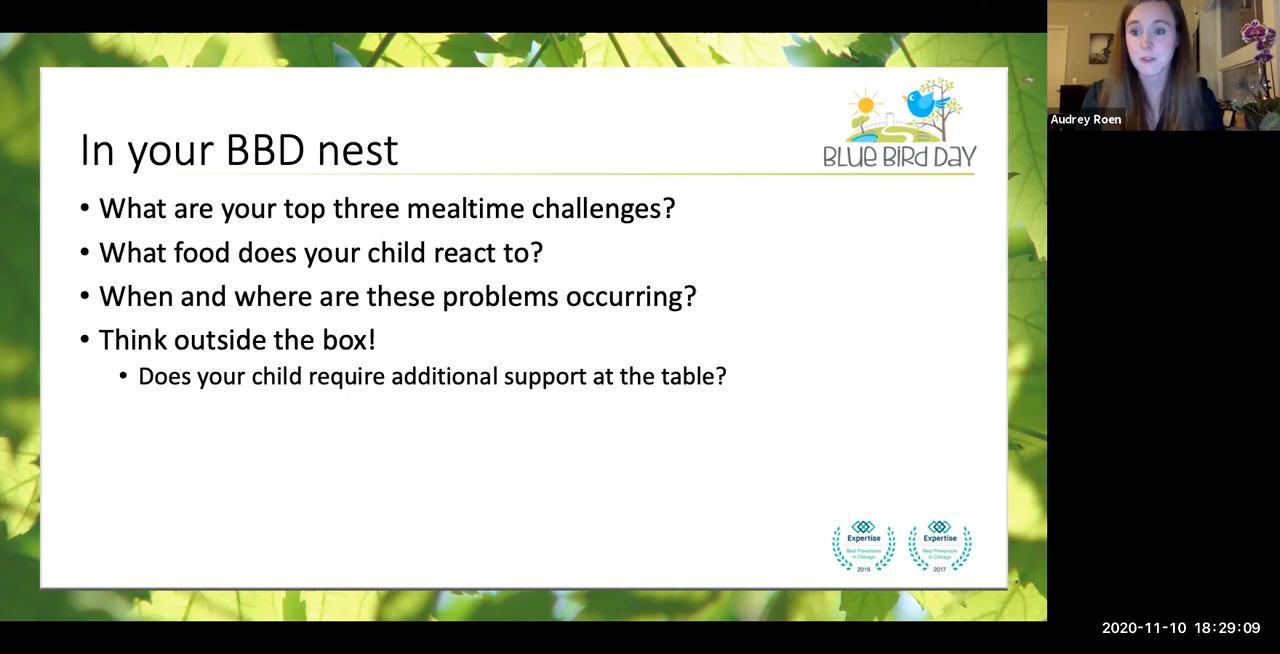 In your BBD nest
BLUE BIRD DAY
• What are your top three mealtime challenges?
• What food does your child react to?
• When and where are these problems occurring?
• Think outside the box!
• Does your child require additional support at the table?
Expertise
Best Preschools
in Chicago
2016
Expertise
Best Preschools
in Chicago
2017
Audrey Roen
2020-11-10 18:29:09